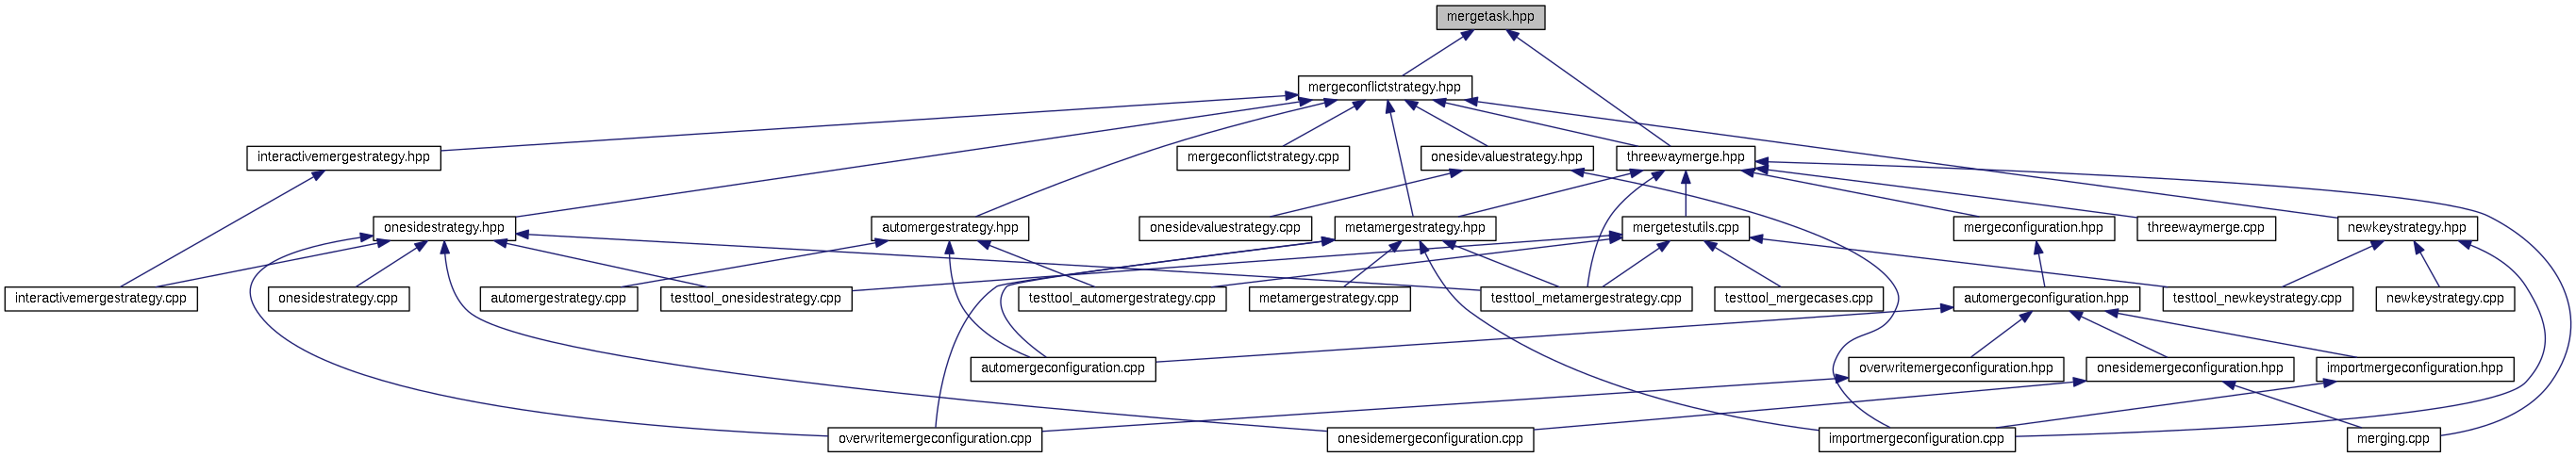 mergetask.hpp
mergeconflictstrategy.hpp
interactivemergestrategy.hpp
mergeconflictstrategy.cpp
onesidevaluestrategy.hpp
threewaymerge.hpp
onesidestrategy.hpp
automergestrategy.hpp
onesidevaluestrategy.cpp
metamergestrategy.hpp
mergetestutils.cpp
mergeconfiguration.hpp
threewaymerge.cpp
newkeystrategy.hpp
interactivemergestrategy.cpp
onesidestrategy.cpp
automergestrategy.cpp
testtool_onesidestrategy.cpp
testtool_automergestrategy.cpp
metamergestrategy.cpp
testtool_metamergestrategy.cpp
testtool_mergecases.cpp
automergeconfiguration.hpp
testtool_newkeystrategy.cpp
newkeystrategy.cpp
automergeconfiguration.cpp
overwritemergeconfiguration.hpp
onesidemergeconfiguration.hpp
importmergeconfiguration.hpp
overwritemergeconfiguration.cpp
onesidemergeconfiguration.cpp
importmergeconfiguration.cpp
merging.cpp